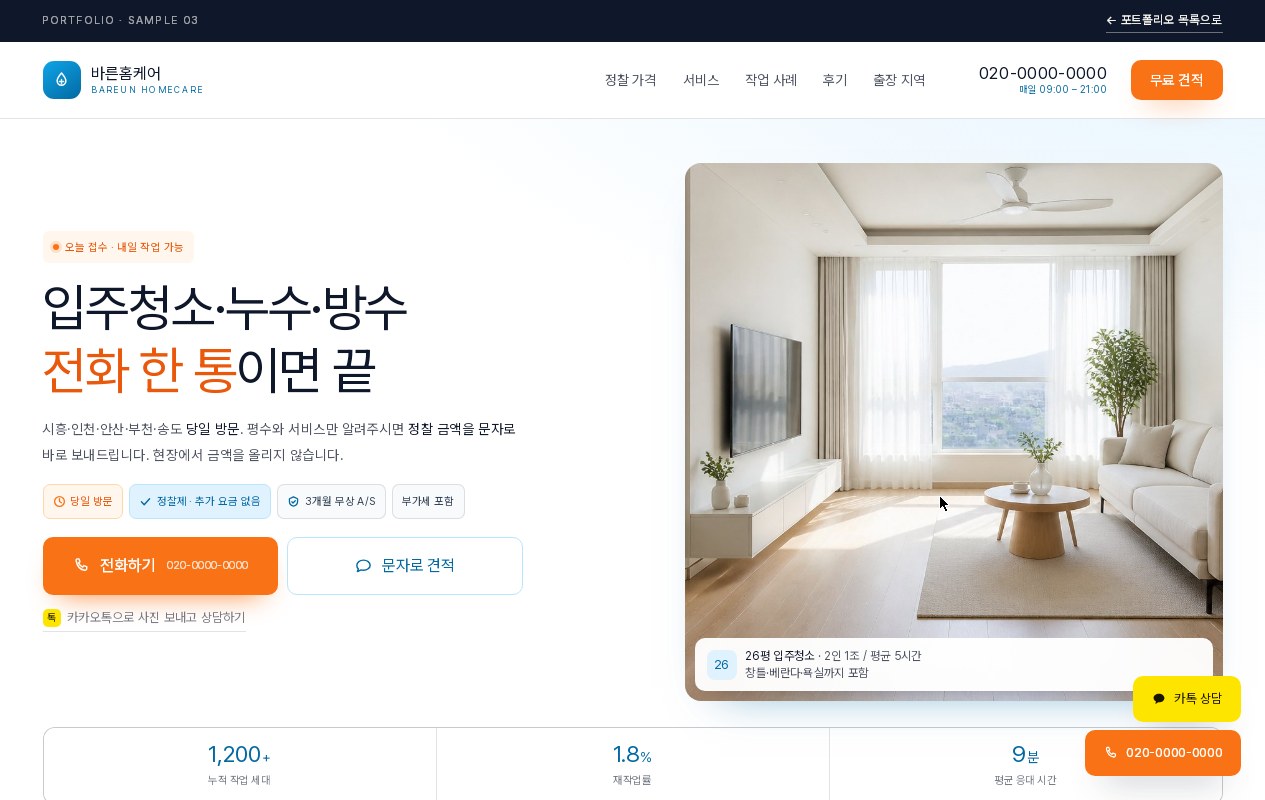 PORTFOLIO · SAMPLE 03
← 포트폴리오 목록으로
바른홈케어
BAREUN HOMECARE
정찰 가격
서비스
작업 사례
후기
출장 지역
020-0000-0000
매일 09:00 – 21:00
무료 견적
오늘 접수 · 내일 작업 가능
입주청소·누수·방수
전화 한 통이면 끝
시흥·인천·안산·부천·송도 당일 방문. 평수와 서비스만 알려주시면 정찰 금액을 문자로
바로 보내드립니다. 현장에서 금액을 올리지 않습니다.
당일 방문
정찰제 · 추가 요금 없음
3개월 무상 A/S
부가세 포함
전화하기 020-0000-0000
문자로 견적
톡 카카오톡으로 사진 보내고 상담하기
26
26평 입주청소 · 2인 1조 / 평균 5시간
창틀·베란다·욕실까지 포함
카톡 상담
020-0000-0000
1,200+
누적 작업 세대
1.8%
재작업률
9분
평균 응대 시간